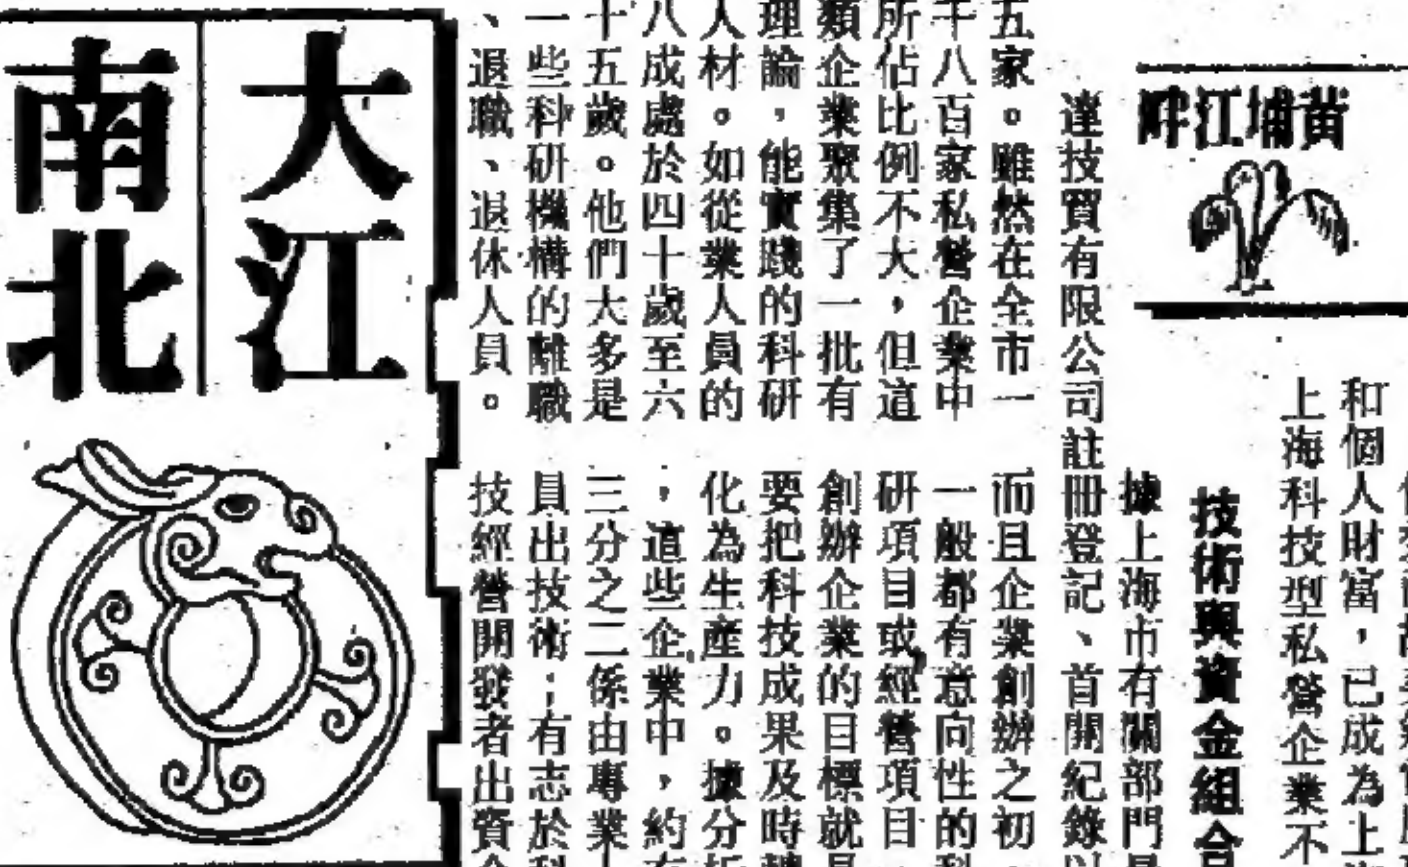 黄埔江畔
和個人財富，已成為上
上海科技型私營企業不
技術與資金組合
據上海市有關部門
達技貿有限公司註冊登記、首開紀錄以
五家。雖然在全市一
千八百家私營企業中
所佔比例不大，但這
類企業聚集了一批有
理論，能實踐的科研
人材。如從業人員的
八成處於四十歲至六
十五歲。他們大多是
一些科研機構的離職
、退職、退休人員。
而且企業創辦之初，
一般都有意向性的科
研項目或經營項目，
創辦企業的目標就是
要把科技成果及時轉
化為生產力。據分析
，這些企業中，約有
三分之二係由專業
員出技術；有志於科
技經營開發者出資
大江
南北